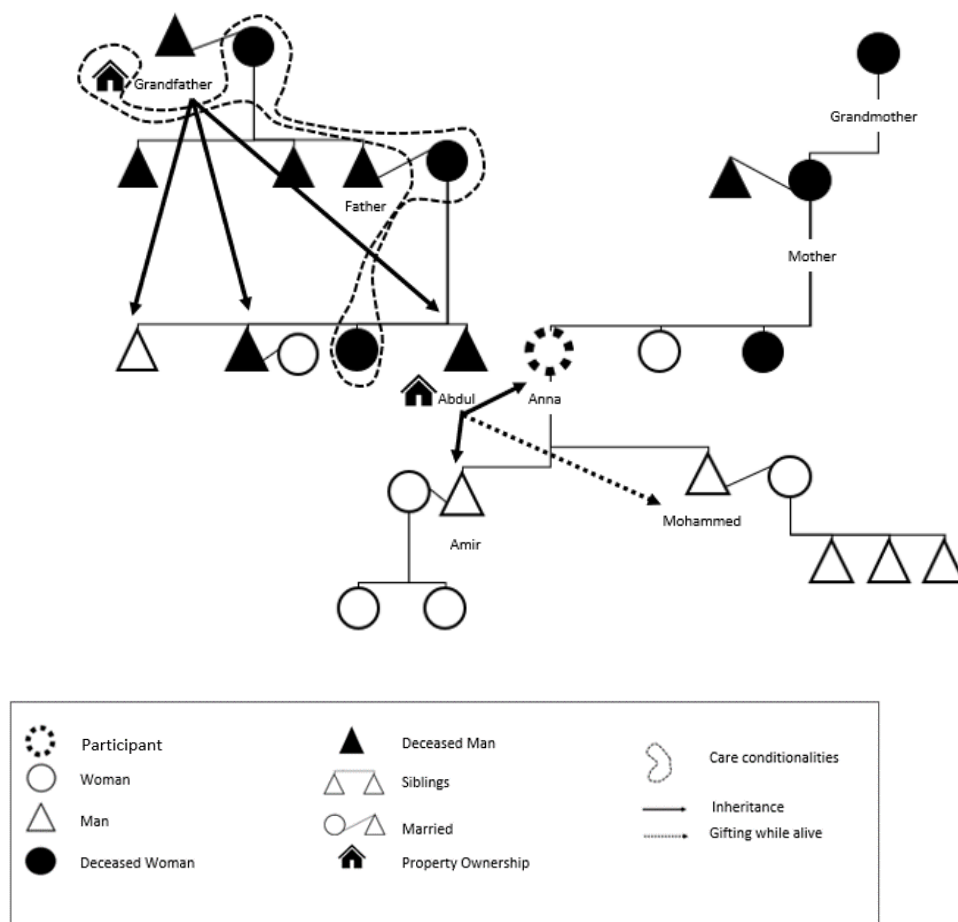 Grandfather
Grandmother
Father
Mother
Abdul
Anna
Mohammed
Amir
Participant
Woman
Man
Deceased Woman
Deceased Man
Siblings
Married
Property Ownership
Care conditionalities
Inheritance
Gifting while alive